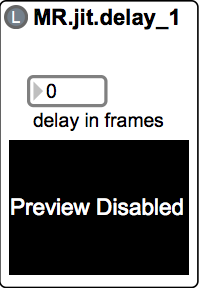 L MR.jit.delay_1
0
delay in frames
Preview Disabled